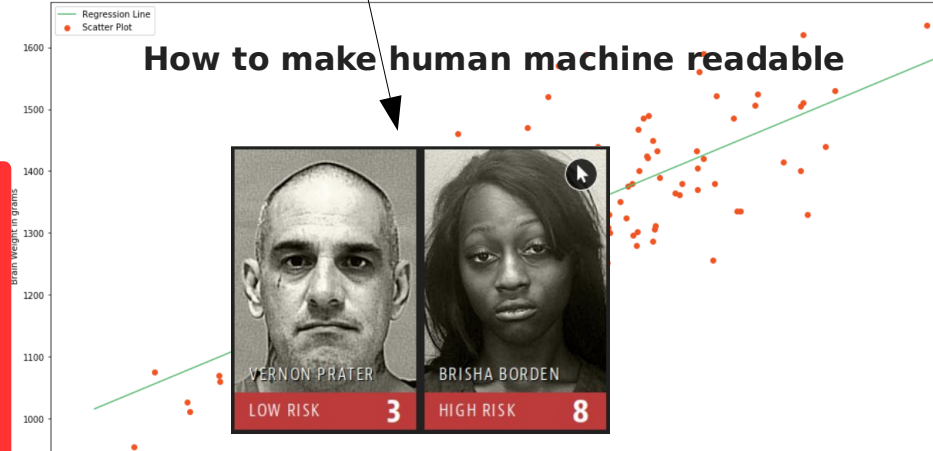 Regression Line
Scatter Plot
How to make human machine readable
1600
1500
1400
1300
1200
1100
1000
Brain Weight in grams
VERNON PRATER
LOW RISK 3
BRISHA BORDEN
HIGH RISK 8